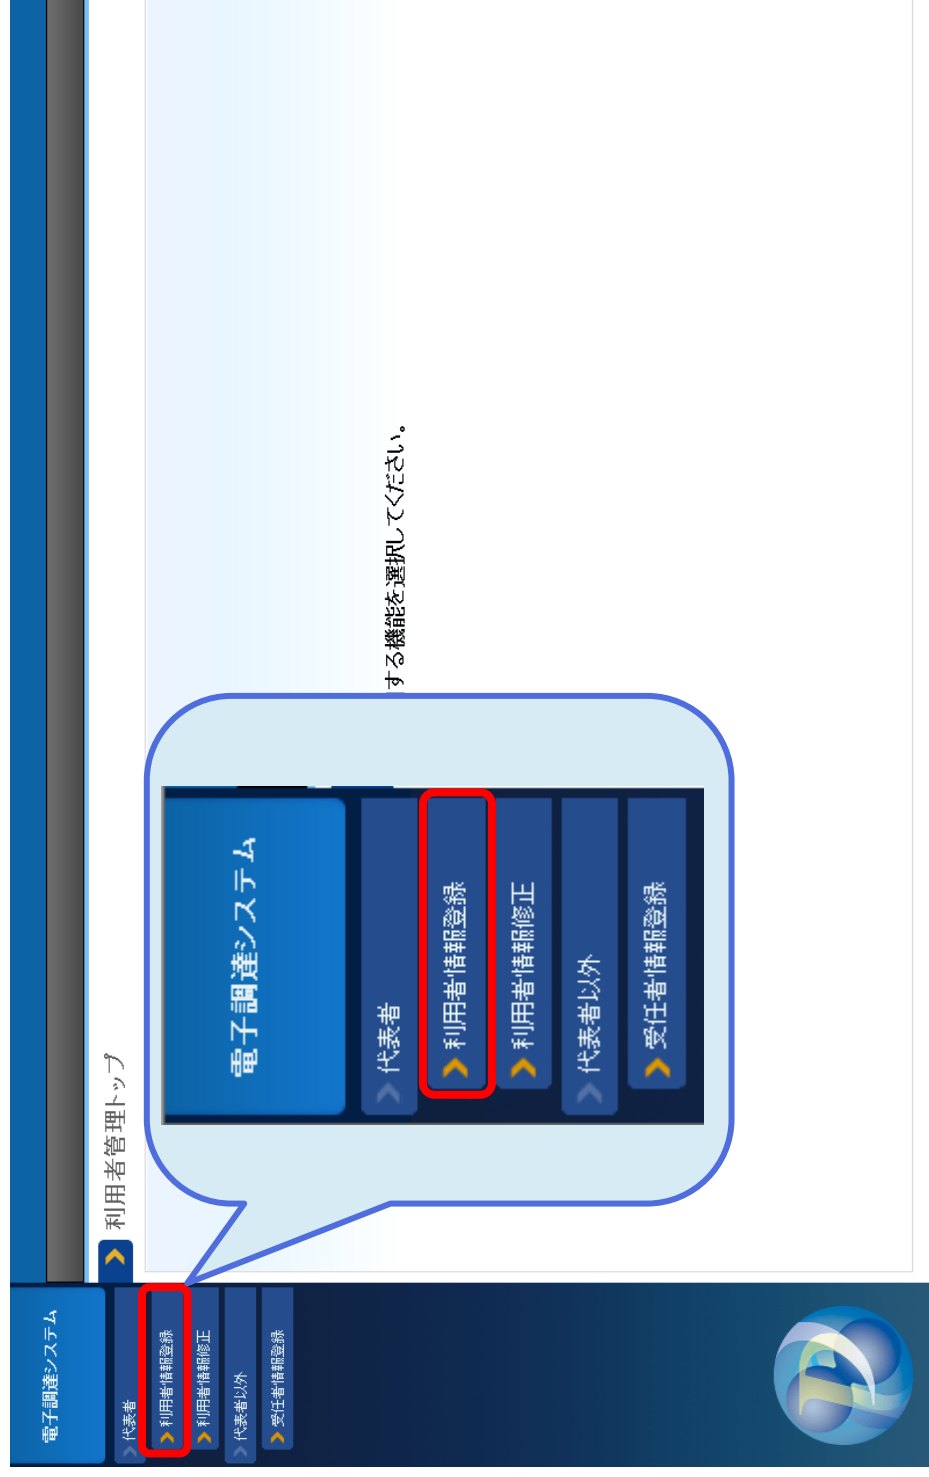 電子調達システム
代表者
利用者情報登録
利用者情報修正
代表者以外
受任者情報登録
利用者管理トップ
する機能を選択してください。
電子調達システム
代表者
利用者情報登録
利用者情報修正
代表者以外
受任者情報登録